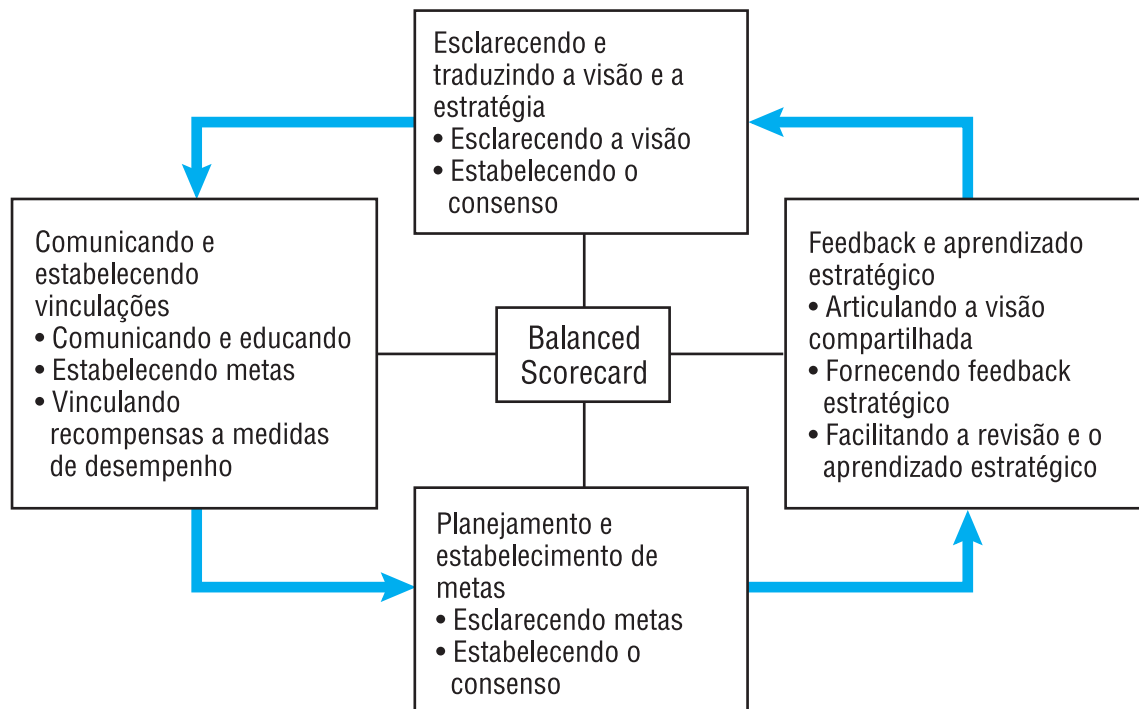 Esclarecendo e
traduzindo a visão e a
estratégia
• Esclarecendo a visão
• Estabelecendo o
consenso
Comunicando e
estabelecendo
vinculações
• Comunicando e educando
• Estabelecendo metas
• Vinculando
recompensas a medidas
de desempenho
Balanced
Scorecard
Feedback e aprendizado
estratégico
• Articulando a visão
compartilhada
• Fornecendo feedback
estratégico
• Facilitando a revisão e o
aprendizado estratégico
Planejamento e
estabelecimento de
metas
• Esclarecendo metas
• Estabelecendo o
consenso